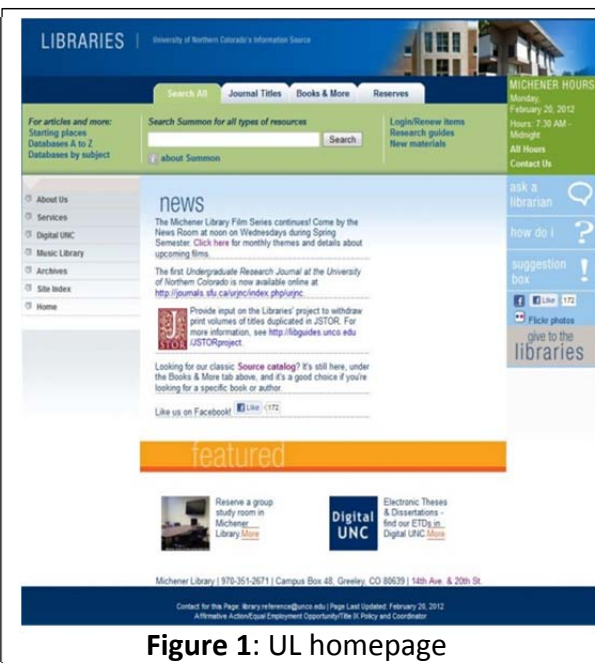 LIBRARIES | University of Northern Colorado's Information Source
Search All Journal Titles Books & More Reserves
For articles and more:
Starting places
Databases A to Z
Databases by subject
Search Summon for all types of resources
Search
i about Summon
Login/Renew items
Research guides
New materials
MICHENER HOURS
Monday,
February 20, 2012
Hours: 7:30 AM -
Midnight
All Hours
Contact Us
ask a
librarian
how do i ?
suggestion
box !
Like 172
Flickr photos
give to the
libraries
About Us
Services
Digital UNC
Music Library
Archives
Site Index
Home
news
The Michener Library Film Series continues! Come by the
News Room at noon on Wednesdays during Spring
Semester. Click here for monthly themes and details about
upcoming films.
The first Undergraduate Research Journal at the University
of Northern Colorado is now available online at
http://journals.sfu.ca/urjnc/index.php/urjnc.
JSTOR
Provide input on the Libraries' project to withdraw
print volumes of titles duplicated in JSTOR. For
more information, see http://libguides.unco.edu
/JSTORproject.
Looking for our classic Source catalog? It's still here, under
the Books & More tab above, and it's a good choice if you're
looking for a specific book or author.
Like us on Facebook! Like 172
featured
Reserve a group
study room in
Michener
Library.More
Digital
UNC
Electronic Theses
& Dissertations -
find our ETDs in
Digital UNC.More
Michener Library | 970-351-2671 | Campus Box 48, Greeley, CO 80639 | 14th Ave. & 20th St.
Contact for this Page: library.reference@unco.edu | Page Last Updated: February 20, 2012
Affirmative Action/Equal Employment Opportunity/Title IX Policy and Coordinator
Figure 1: UL homepage